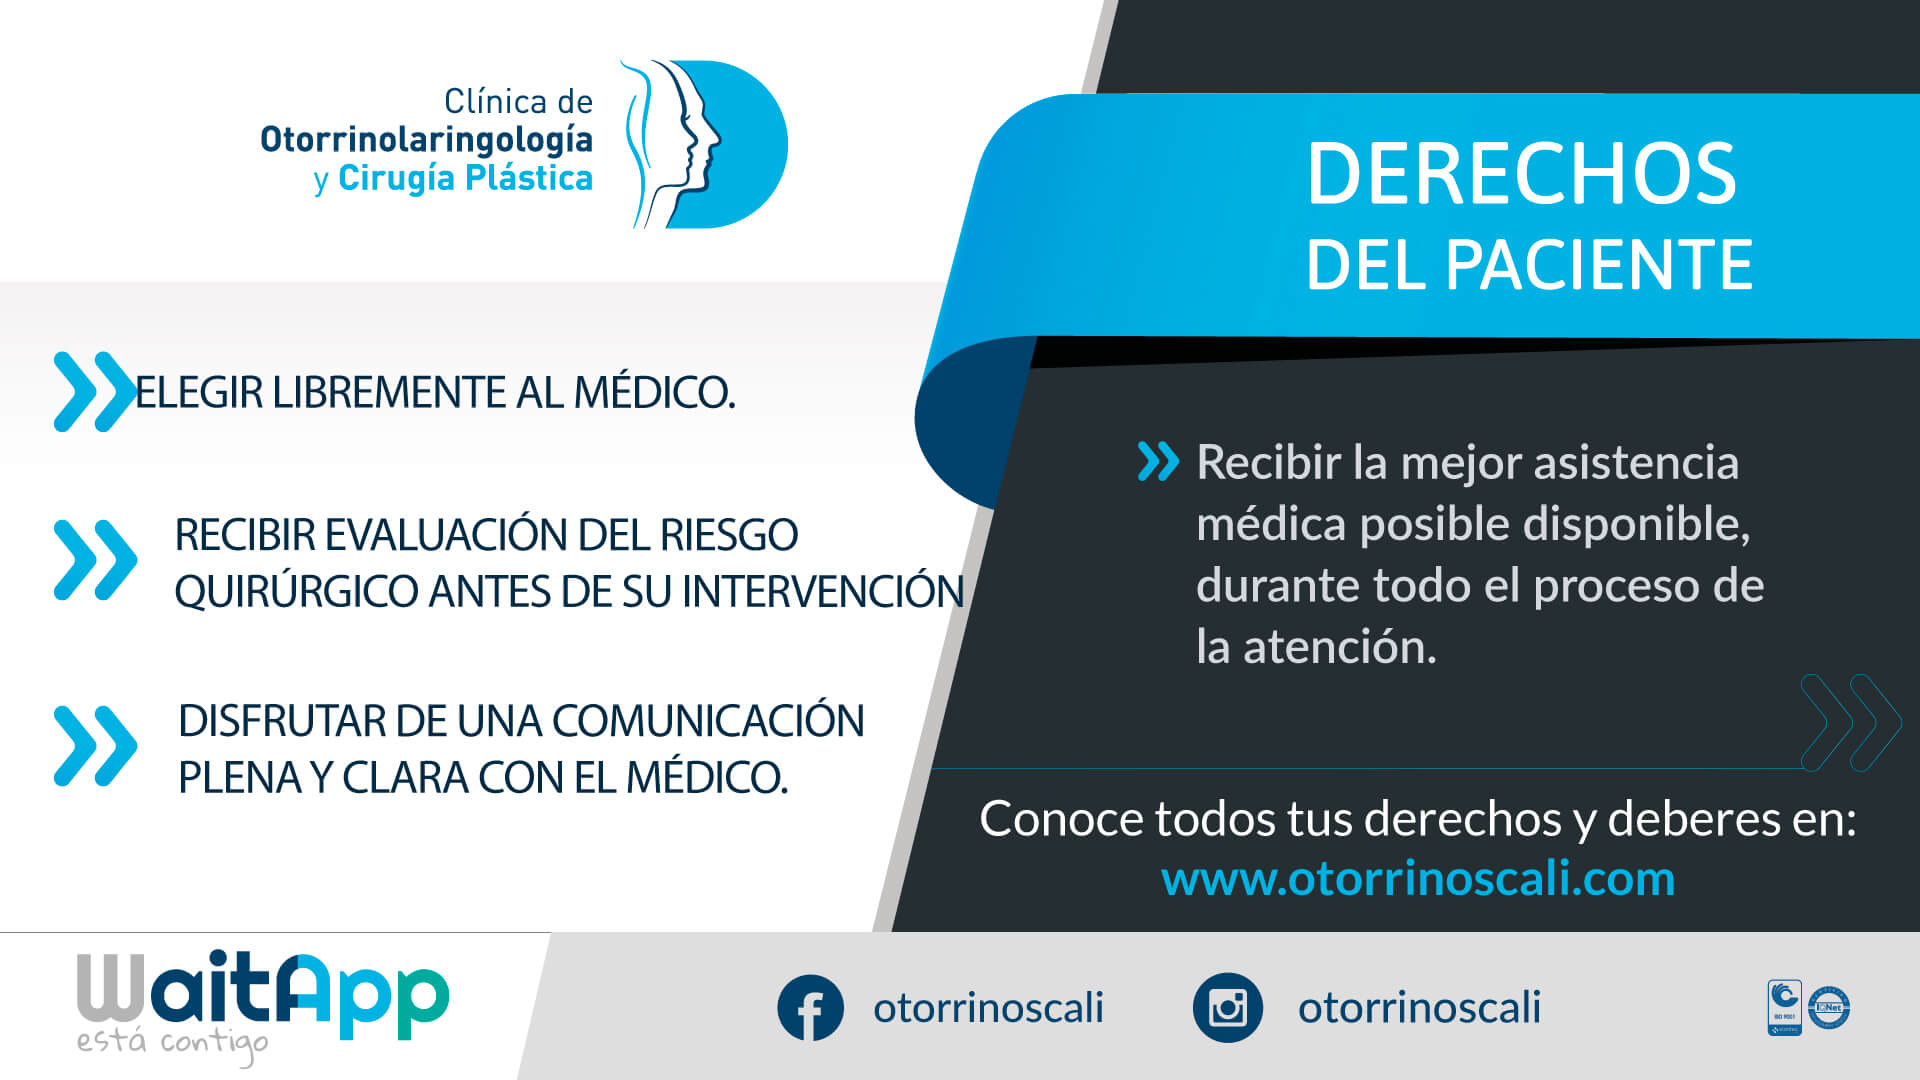 Clínica de
Otorrinolaringología
y Cirugía Plástica
DERECHOS
DEL PACIENTE
ELEGIR LIBREMENTE AL MÉDICO.
RECIBIR EVALUACIÓN DEL RIESGO
QUIRÚRGICO ANTES DE SU INTERVENCIÓN
DISFRUTAR DE UNA COMUNICACIÓN
PLENA Y CLARA CON EL MÉDICO.
Recibir la mejor asistencia
médica posible disponible,
durante todo el proceso de
la atención.
Conoce todos tus derechos y deberes en:
www.otorrinoscali.com
WaitApp
está contigo
otorrinoscali
otorrinoscali
ISO 9001
IQNet